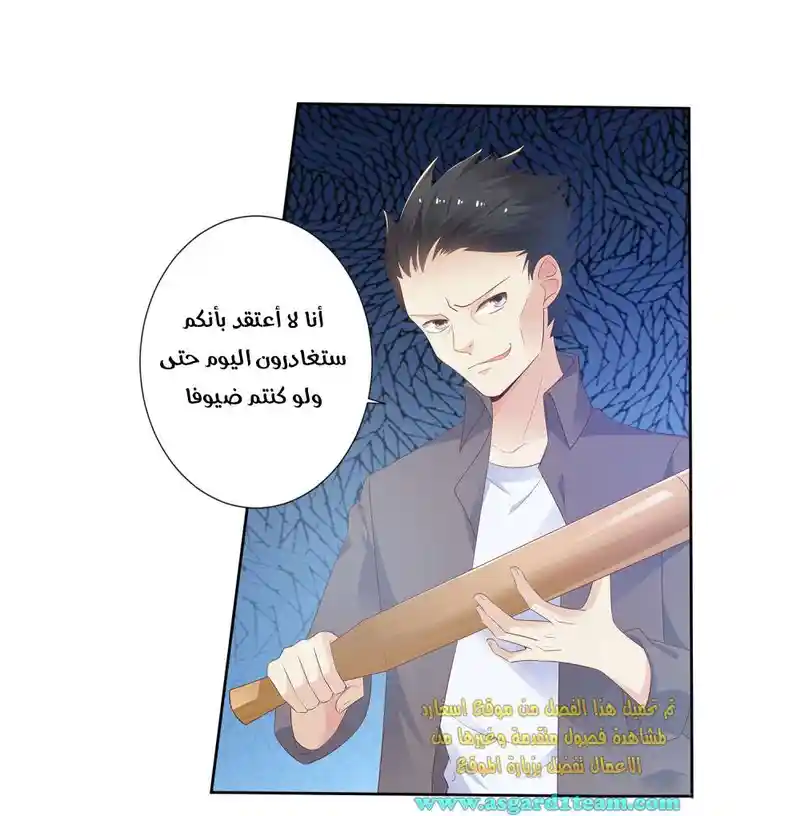 أنا لا أعتقد بأنكم
ستغادرون اليوم حتى
ولو كنتم ضيوفا
تم تحميل هذا الفصل من موقع اسغارد
لمشاهدة فصول متقدمة وغيرها من
الاعمال تفضل بزيارة الموقع
www.asgard1team.com